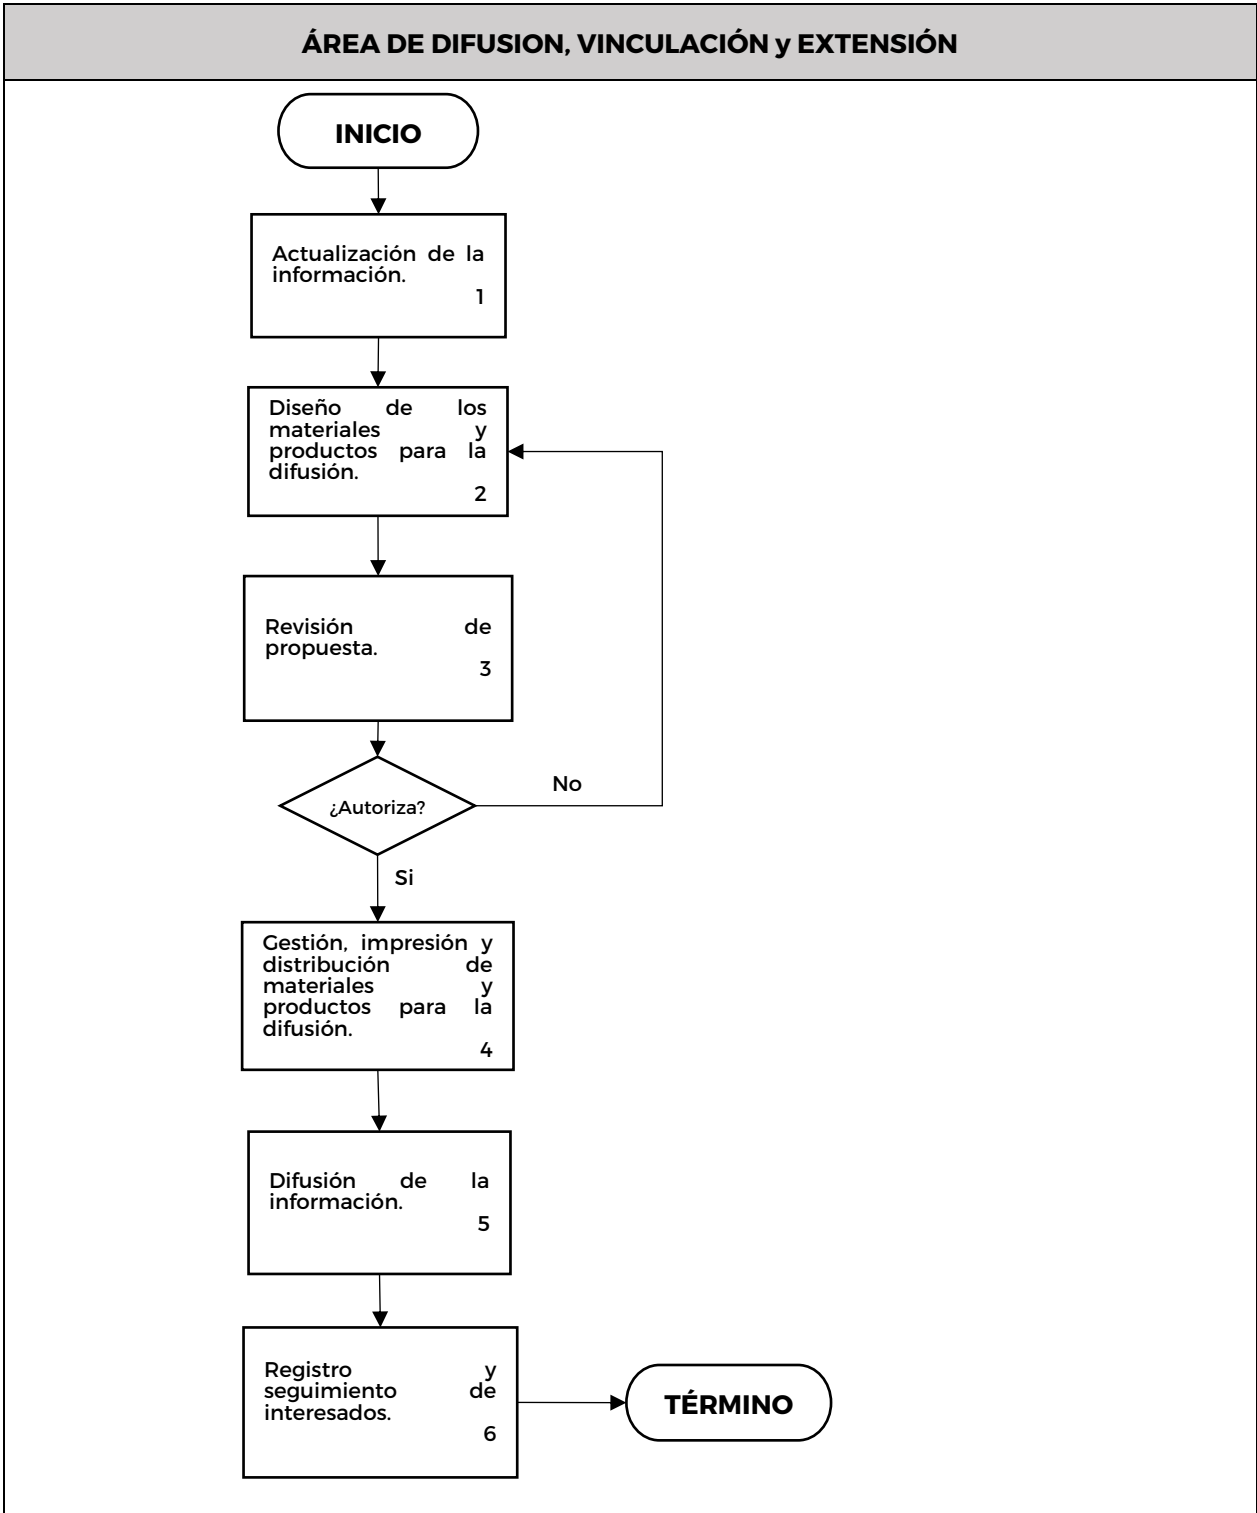 ÁREA DE DIFUSION, VINCULACIÓN y EXTENSIÓN
INICIO
Actualización de la
información.
1
Diseño de los
materiales y
productos para la
difusión.
2
Revisión de
propuesta.
3
¿Autoriza?
No
Si
Gestión, impresión y
distribución de
materiales y
productos para la
difusión.
4
Difusión de la
información.
5
Registro y
seguimiento de
interesados.
6
TÉRMINO